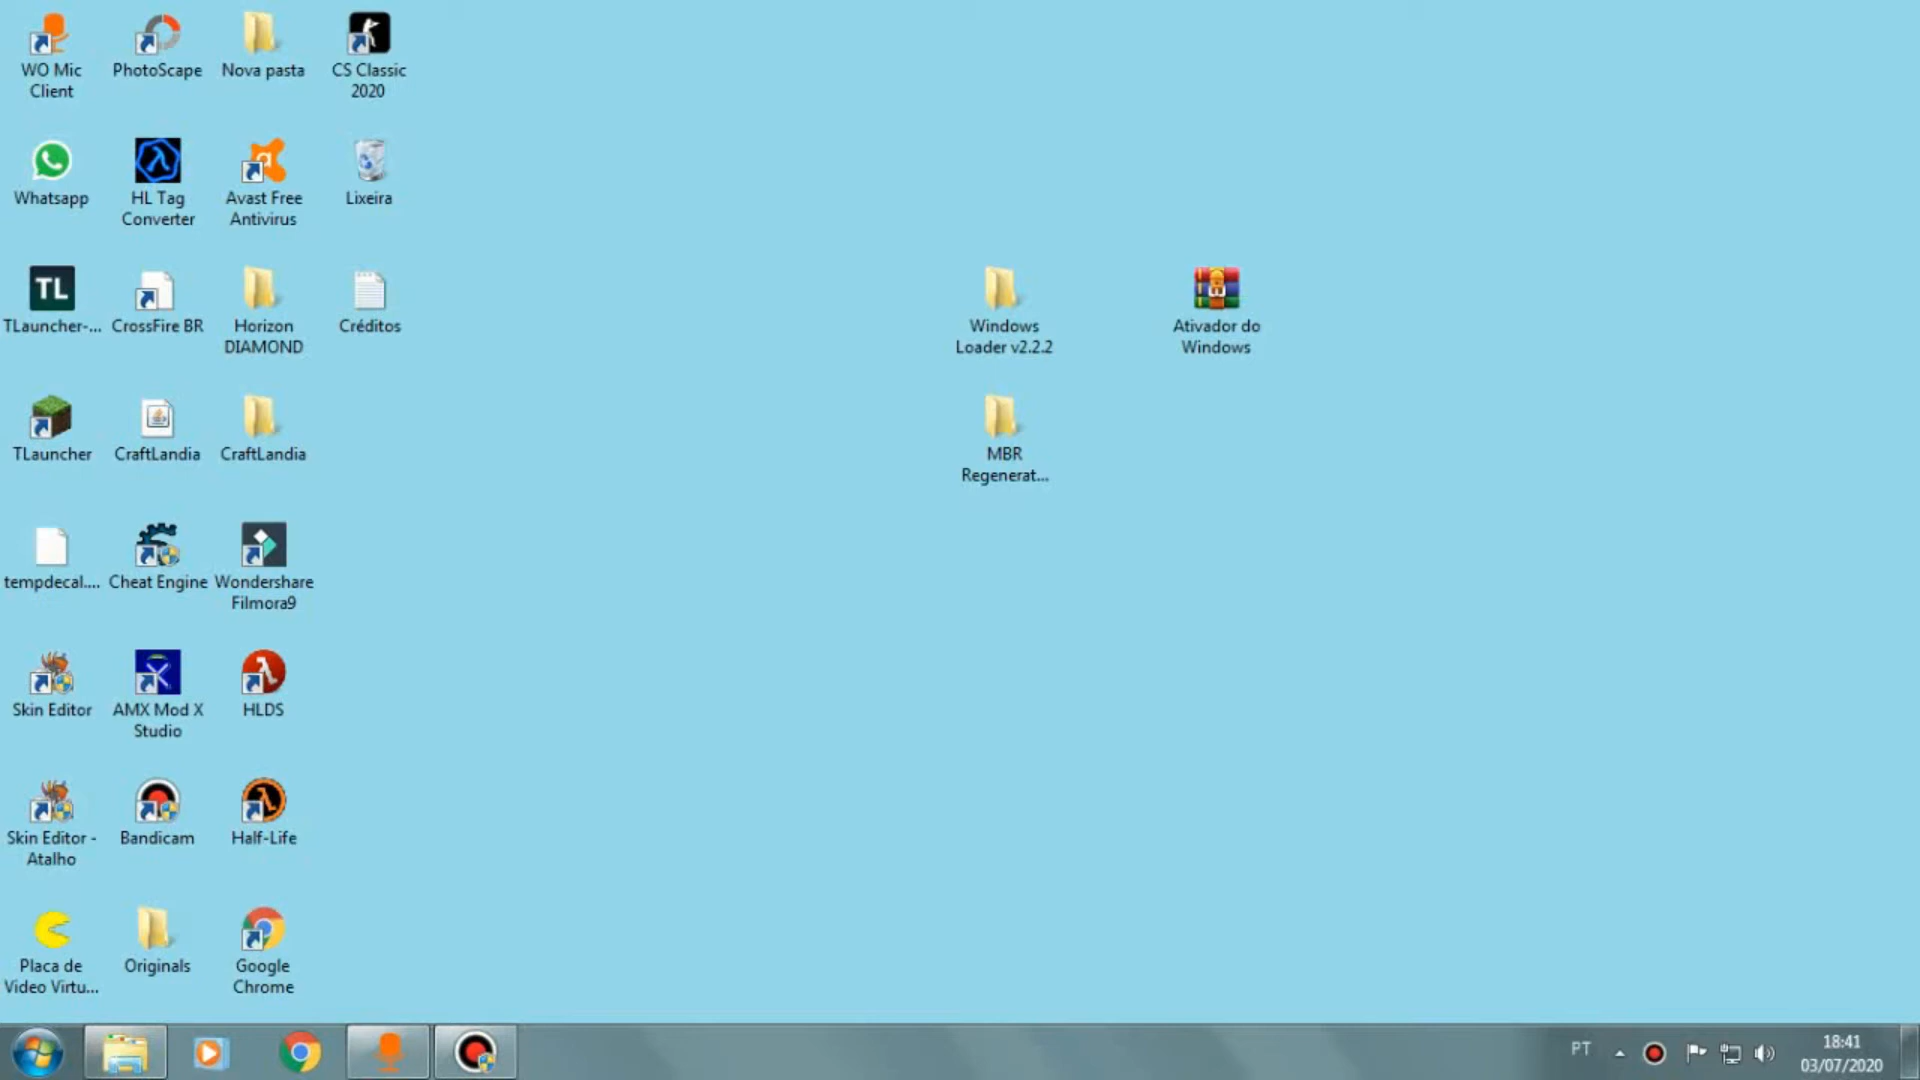 WO Mic
Client
PhotoScape
Nova pasta
CS Classic
2020
Whatsapp
HL Tag
Converter
Avast Free
Antivirus
Lixeira
TL
TLauncher-...
CrossFire BR
Horizon
DIAMOND
Créditos
Windows
Loader v2.2.2
Ativador do
Windows
TLauncher
CraftLandia
CraftLandia
MBR
Regenerat...
tempdecal....
Cheat Engine
Wondershare
Filmora9
Skin Editor
AMX Mod X
Studio
HLDS
Skin Editor -
Atalho
Bandicam
Half-Life
Placa de
Video Virtu...
Originals
Google
Chrome
PT
18:41
03/07/2020